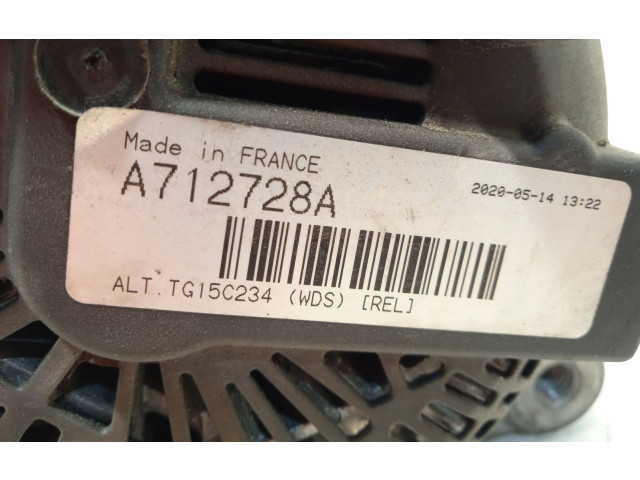 Made in FRANCE
A712728A
2020-05-14 13:22
ALT.TG15C234 (WDS) [REL]